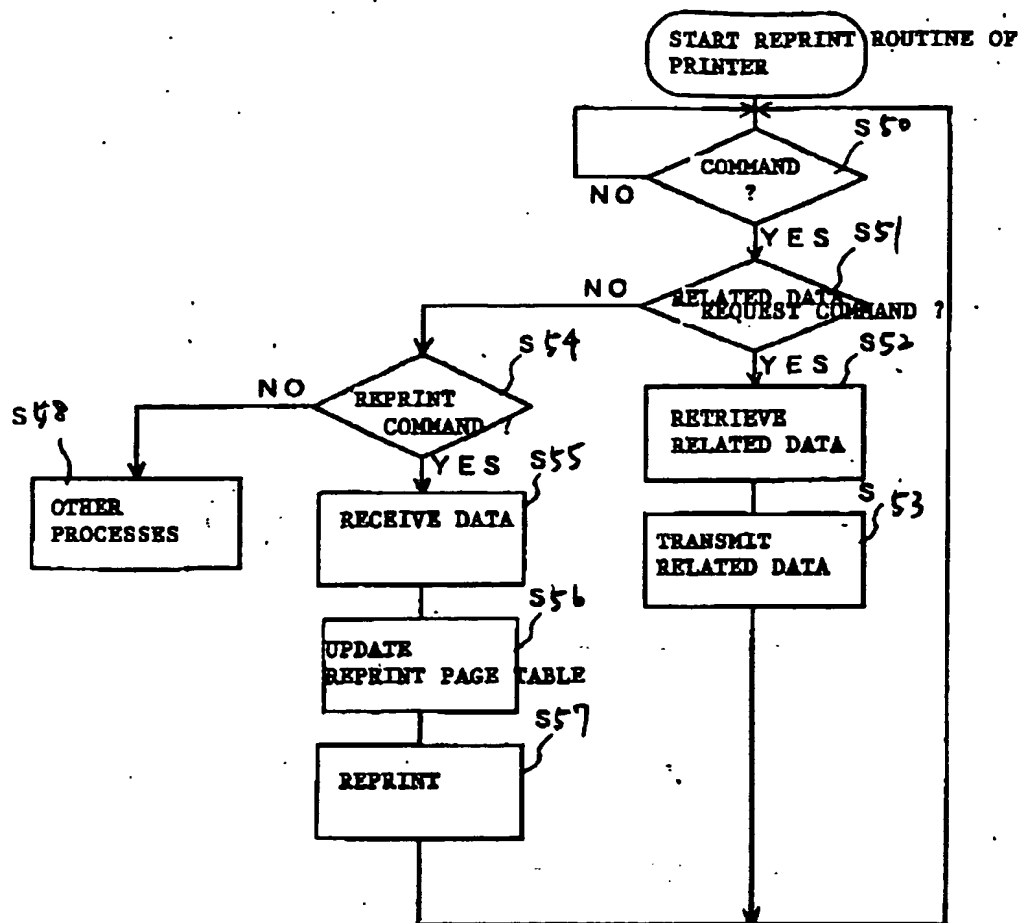 START REPRINT ROUTINE OF
PRINTER
S50
COMMAND
?
NO
YES
S51
RELATED DATA
REQUEST COMMAND ?
NO
YES
S52
RETRIEVE
RELATED DATA
S53
TRANSMIT
RELATED DATA
S54
REPRINT
COMMAND ?
NO
YES
S58
OTHER
PROCESSES
S55
RECEIVE DATA
S56
UPDATE
REPRINT PAGE TABLE
S57
REPRINT